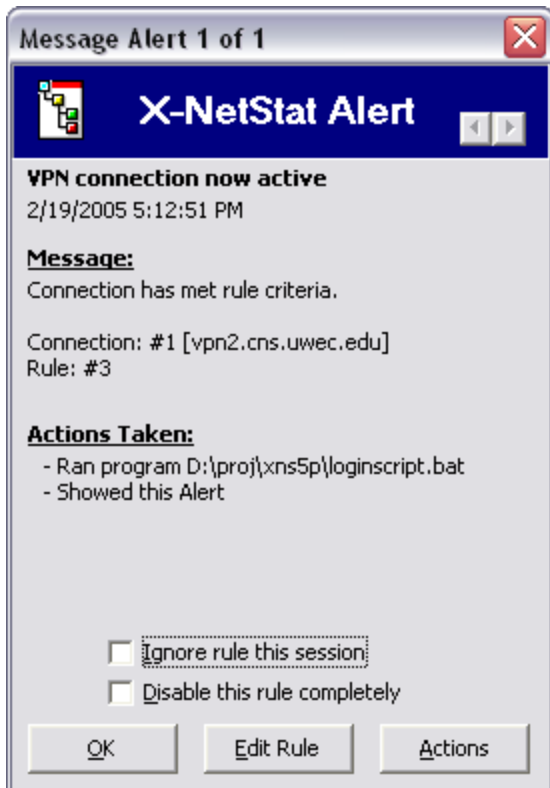 Message Alert 1 of 1
X-NetStat Alert
VPN connection now active
2/19/2005 5:12:51 PM
Message:
Connection has met rule criteria.
Connection: #1 [vpn2.cns.uwec.edu]
Rule: #3
Actions Taken:
- Ran program D:\proj\xns5p\loginscript.bat
- Showed this Alert
Ignore rule this session
Disable this rule completely
OK Edit Rule Actions